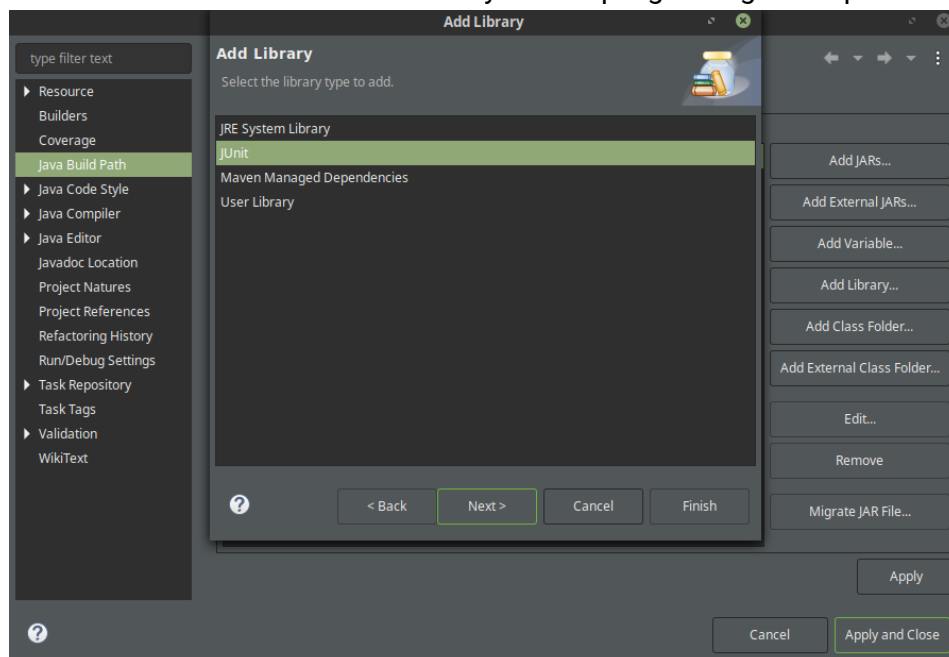 Add Library
type filter text
Resource
Builders
Coverage
Java Build Path
Java Code Style
Java Compiler
Java Editor
Javadoc Location
Project Natures
Project References
Refactoring History
Run/Debug Settings
Task Repository
Task Tags
Validation
WikiText
Add Library
Select the library type to add.
JRE System Library
JUnit
Maven Managed Dependencies
User Library
< Back
Next >
Cancel
Finish
Add JARs...
Add External JARs...
Add Variable...
Add Library...
Add Class Folder...
Add External Class Folder...
Edit...
Remove
Migrate JAR File...
Apply
Cancel
Apply and Close